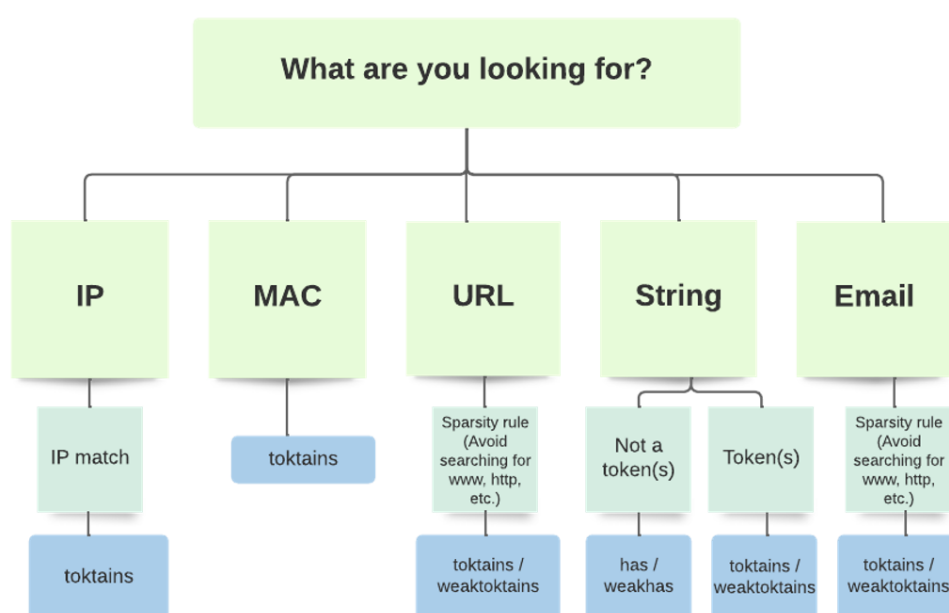 What are you looking for?
IP
MAC
URL
String
Email
IP match
toktains
Sparsity rule
(Avoid
searching for
www, http,
etc.)
Not a
token(s)
Token(s)
Sparsity rule
(Avoid
searching for
www, http,
etc.)
toktains
toktains /
weaktoktains
has /
weakhas
toktains /
weaktoktains
toktains /
weaktoktains